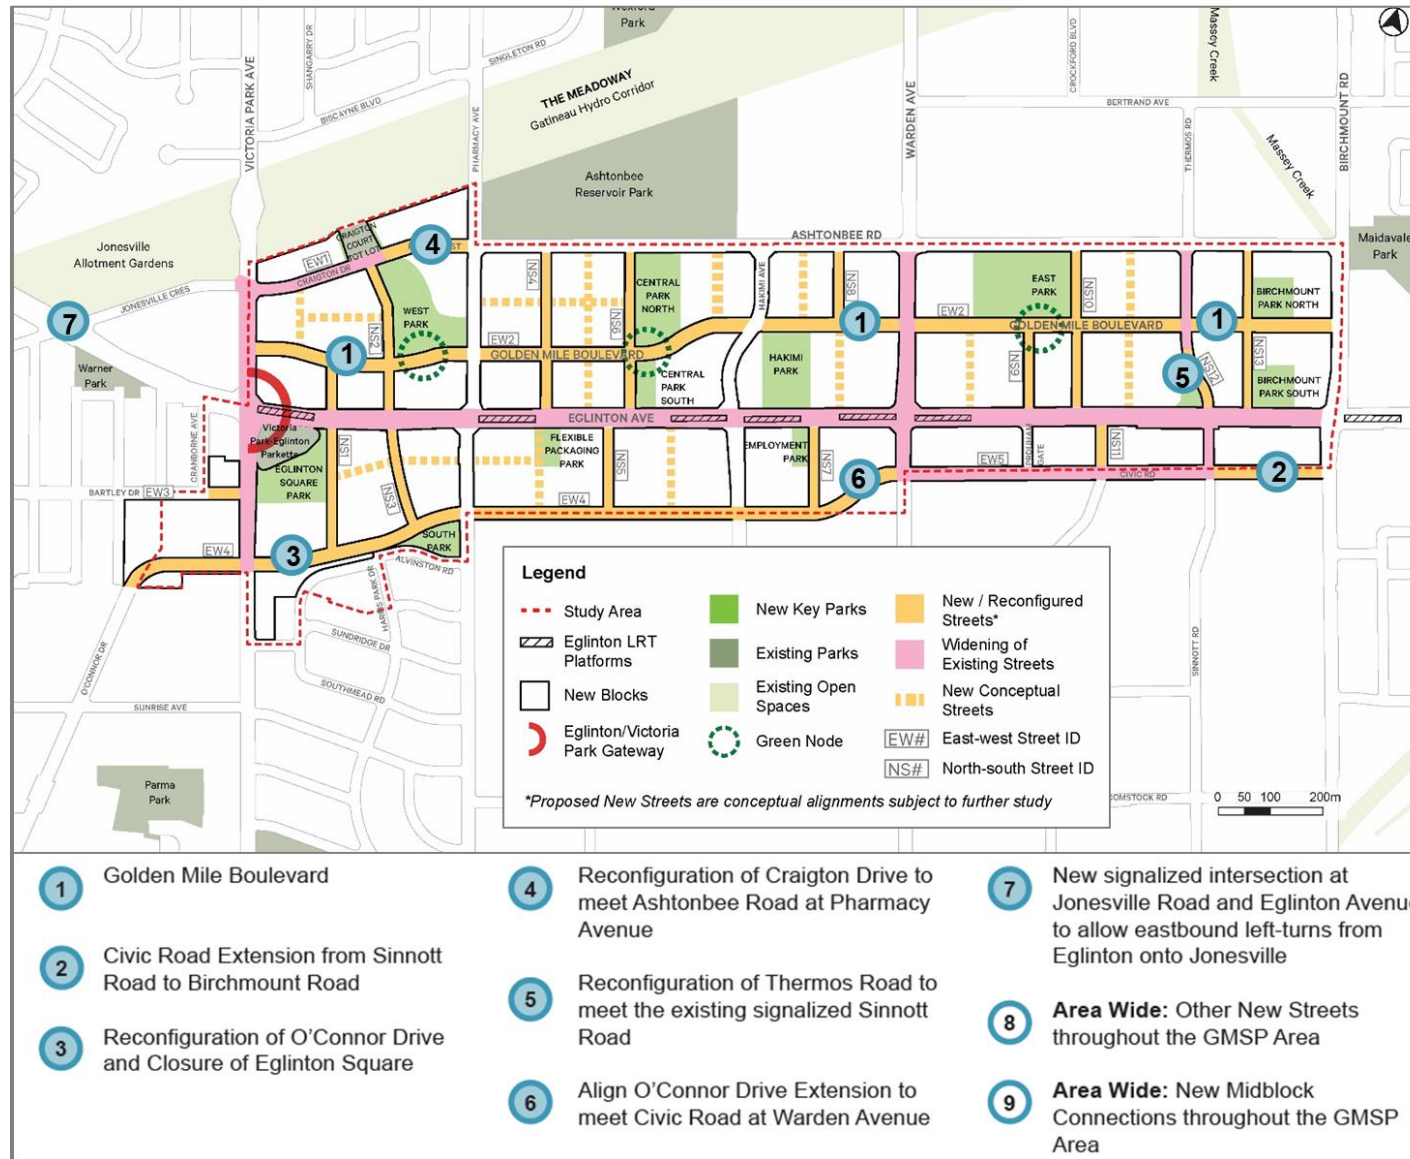 Wexford
Park
Massey Creek
SHANGARRY DR
SINGLETON RD
CROCKFORD BLVD
VICTORIA PARK AVE
THE MEADOWAY
Gatineau Hydro Corridor
BISCAYNE BLVD
PHARMACY AVE
WARDEN AVE
BERTRAND AVE
THERMOS RD
BIRCHMOUNT RD
Massey Creek
Ashtonbee
Reservoir Park
Jonesville
Allotment Gardens
CRAIGTON
COURT
TOT LOT
4
ST
ASHTONBEE RD
Maidavale
Park
EW1
CRAIGTON DR
JONESVILLE CRES
NS4
CENTRAL
PARK
NORTH
HAKIMI AVE
NS8
EAST
PARK
NS10
BIRCHMOUNT
PARK NORTH
7
WEST
PARK
NS2
NS6
EW2
1
EW2
GOLDEN MILE BOULEVARD
1
1
GOLDEN MILE BOULEVARD
Warner
Park
CENTRAL
PARK
SOUTH
HAKIMI
PARK
NS9
5
NS12
NS13
BIRCHMOUNT
PARK SOUTH
EGLINTON AVE
CRANBORNE AVE
Victoria
Park-Eglinton
Parkette
EGLINTON
SQUARE
PARK
NS1
FLEXIBLE
PACKAGING
PARK
NS5
EMPLOYMENT
PARK
NS7
EW5
PRUDHAM
GATE
NS11
CIVIC RD
2
6
BARTLEY DR
EW3
NS3
EW4
EW4
3
SOUTH
PARK
ALVINSTON RD
HARRIS PARK DR
SUNDRIDGE DR
SOUTHMEAD RD
O'CONNOR DR
SUNRISE AVE
Parma
Park
SINNOTT RD
COMSTOCK RD
Legend
Study Area
Eglinton LRT
Platforms
New Blocks
Eglinton/Victoria
Park Gateway
New Key Parks
Existing Parks
Existing Open
Spaces
Green Node
New / Reconfigured
Streets*
Widening of
Existing Streets
New Conceptual
Streets
EW# East-west Street ID
NS# North-south Street ID
*Proposed New Streets are conceptual alignments subject to further study
0 50 100 200m
1 Golden Mile Boulevard
2 Civic Road Extension from Sinnott
Road to Birchmount Road
3 Reconfiguration of O'Connor Drive
and Closure of Eglinton Square
4 Reconfiguration of Craigton Drive to
meet Ashtonbee Road at Pharmacy
Avenue
5 Reconfiguration of Thermos Road to
meet the existing signalized Sinnott
Road
6 Align O'Connor Drive Extension to
meet Civic Road at Warden Avenue
7 New signalized intersection at
Jonesville Road and Eglinton Avenue
to allow eastbound left-turns from
Eglinton onto Jonesville
8 Area Wide: Other New Streets
throughout the GMSP Area
9 Area Wide: New Midblock
Connections throughout the GMSP
Area